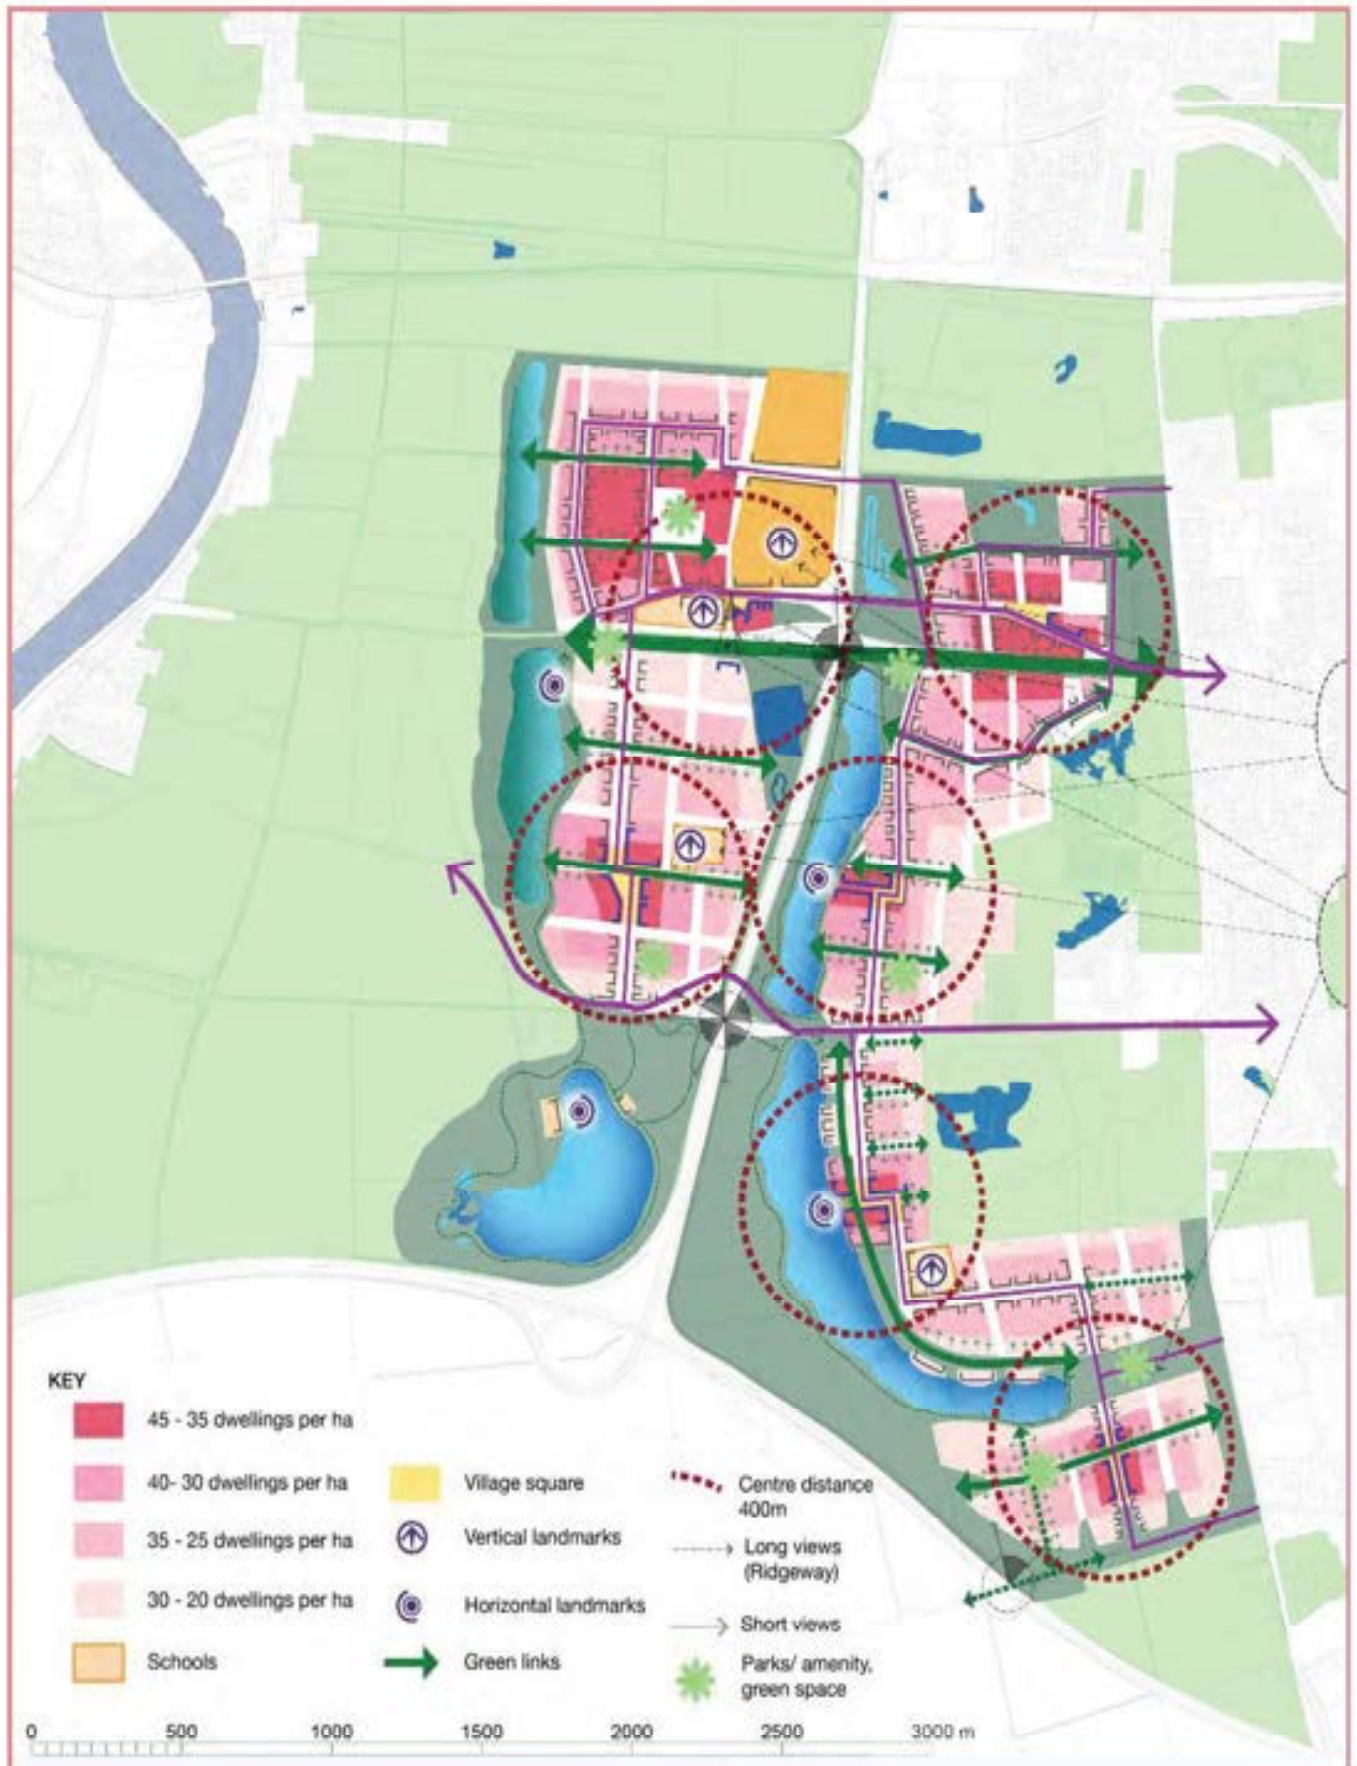 KEY
45 - 35 dwellings per ha
40- 30 dwellings per ha
35 - 25 dwellings per ha
30 - 20 dwellings per ha
Schools
Village square
Vertical landmarks
Horizontal landmarks
Green links
Centre distance
400m
Long views
(Ridgeway)
Short views
Parks/ amenity,
green space
0 500 1000 1500 2000 2500 3000 m